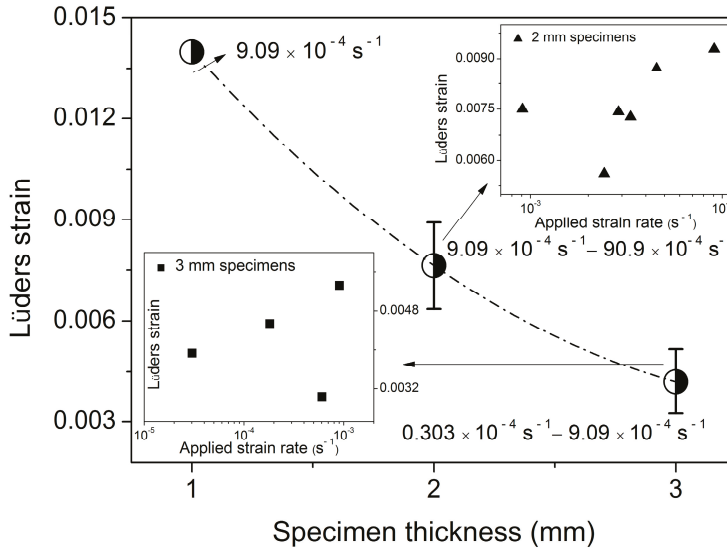 0.015
0.012
0.009
0.006
0.003
Lüders strain
9.09 × 10⁻⁴ s⁻¹
2 mm specimens
0.0090
0.0075
0.0060
Lüders strain
10⁻³
Applied strain rate (s⁻¹)
9.09 × 10⁻⁴ s⁻¹ – 90.9 × 10⁻⁴ s⁻
3 mm specimens
Lüders strain
0.0048
0.0032
10⁻⁵
10⁻⁴
10⁻³
Applied strain rate (s⁻¹)
0.303 × 10⁻⁴ s⁻¹ – 9.09 × 10⁻⁴ s⁻¹
1
2
3
Specimen thickness (mm)